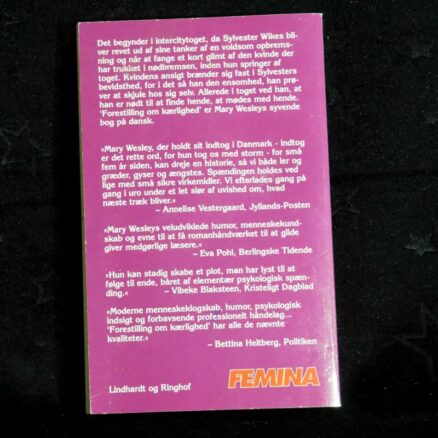 Det begynder i intercitytoget, da Sylvester Wikes bli-
ver revet ud af sine tanker af en voldsom opbrems-
ning og når at fange et kort glimt af den kvinde der
har trukket i nødbremsen, inden hun springer af
toget. Kvindens ansigt brænder sig fast i Sylvesters
bevidsthed, for i det så han den ensomhed, han prø-
ver at skjule hos sig selv. Allerede i toget ved han, at
han er nødt til at finde hende, at mødes med hende.
'Forestilling om kærlighed' er Mary Wesleys syvende
bog på dansk.
»Mary Wesley, der holdt sit indtog i Danmark - indtog
er det rette ord, for hun tog os med storm - for små
fem år siden, kan dreje en historie, så vi både ler og
græder, gyser og ængstes. Spændingen holdes ved
lige med små sikre virkemidler. Vi efterlades gang på
gang i uro under et let slør af uvished om, hvad
næste træk bliver.«
– Annelise Vestergaard, Jyllands-Posten
»Mary Wesleys veludviklede humor, menneskekund-
skab og evne til at få romanhåndværket til at glide
giver medgørlige læsere.«
– Eva Pohl, Berlingske Tidende
»Hun kan stadig skabe et plot, man har lyst til at
følge til ende, båret af elementær psykologisk spæn-
ding.« – Vibeke Blaksteen, Kristeligt Dagblad
»Moderne menneskeklogskab, humor, psykologisk
indsigt og forbavsende professionelt håndelag...
'Forestilling om kærlighed' har alle de nævnte
kvaliteter.«
– Bettina Heltberg, Politiken
Lindhardt og Ringhof
FEMINA